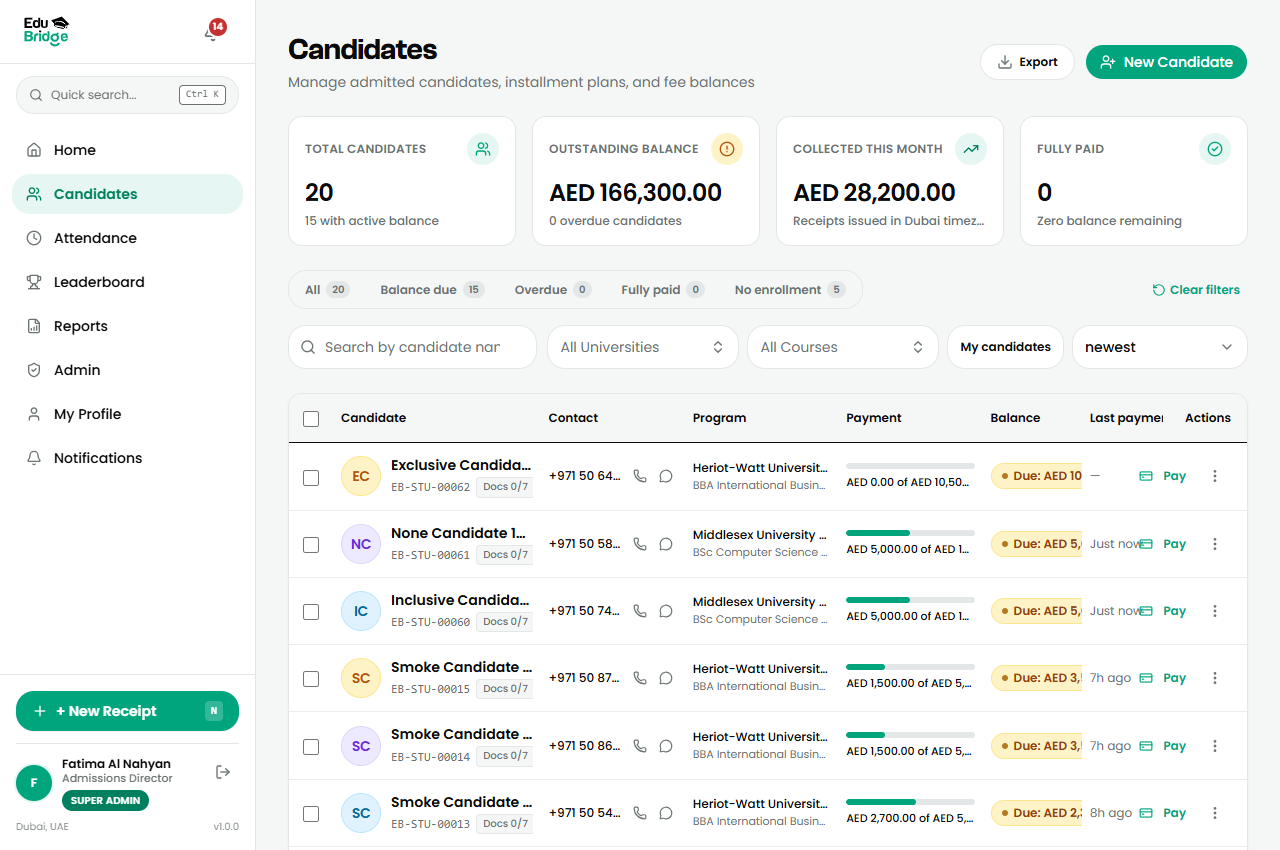 Edu
Bridge
14
Quick search...
Ctrl K
Home
Candidates
Attendance
Leaderboard
Reports
Admin
My Profile
Notifications
+ New Receipt
N
F
Fatima Al Nahyan
Admissions Director
SUPER ADMIN
Dubai, UAE
v1.0.0
Candidates
Manage admitted candidates, installment plans, and fee balances
Export
New Candidate
TOTAL CANDIDATES
20
15 with active balance
OUTSTANDING BALANCE
AED 166,300.00
0 overdue candidates
COLLECTED THIS MONTH
AED 28,200.00
Receipts issued in Dubai timez...
FULLY PAID
0
Zero balance remaining
All 20
Balance due 15
Overdue 0
Fully paid 0
No enrollment 5
Clear filters
Search by candidate nar
All Universities
All Courses
My candidates
newest
Candidate Contact Program Payment Balance Last paymer Actions
EC
Exclusive Candida...
EB-STU-00062 Docs 0/7
+971 50 64...
Heriot-Watt Universit...
BBA International Busin...
AED 0.00 of AED 10,50...
Due: AED 10
—
Pay
NC
None Candidate 1...
EB-STU-00061 Docs 0/7
+971 50 58...
Middlesex University ...
BSc Computer Science ...
AED 5,000.00 of AED 1...
Due: AED 5,
Just now
Pay
IC
Inclusive Candida...
EB-STU-00060 Docs 0/7
+971 50 74...
Middlesex University ...
BSc Computer Science ...
AED 5,000.00 of AED 1...
Due: AED 5,
Just now
Pay
SC
Smoke Candidate ...
EB-STU-00015 Docs 0/7
+971 50 87...
Heriot-Watt Universit...
BBA International Busin...
AED 1,500.00 of AED 5,...
Due: AED 3,
7h ago
Pay
SC
Smoke Candidate ...
EB-STU-00014 Docs 0/7
+971 50 86...
Heriot-Watt Universit...
BBA International Busin...
AED 1,500.00 of AED 5,...
Due: AED 3,
7h ago
Pay
SC
Smoke Candidate ...
EB-STU-00013 Docs 0/7
+971 50 54...
Heriot-Watt Universit...
BBA International Busin...
AED 2,700.00 of AED 5,...
Due: AED 2,
8h ago
Pay